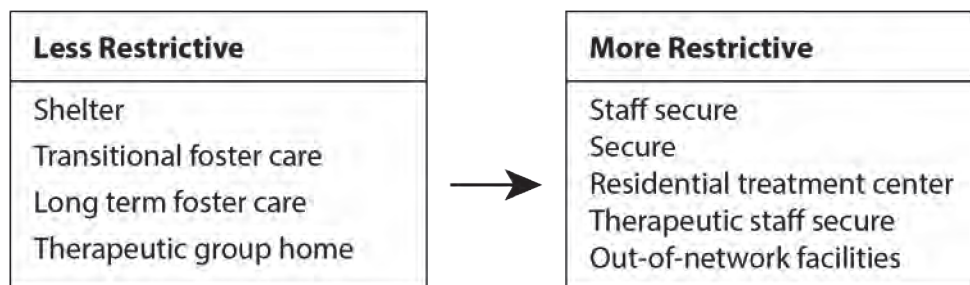 Less Restrictive
Shelter
Transitional foster care
Long term foster care
Therapeutic group home
More Restrictive
Staff secure
Secure
Residential treatment center
Therapeutic staff secure
Out-of-network facilities